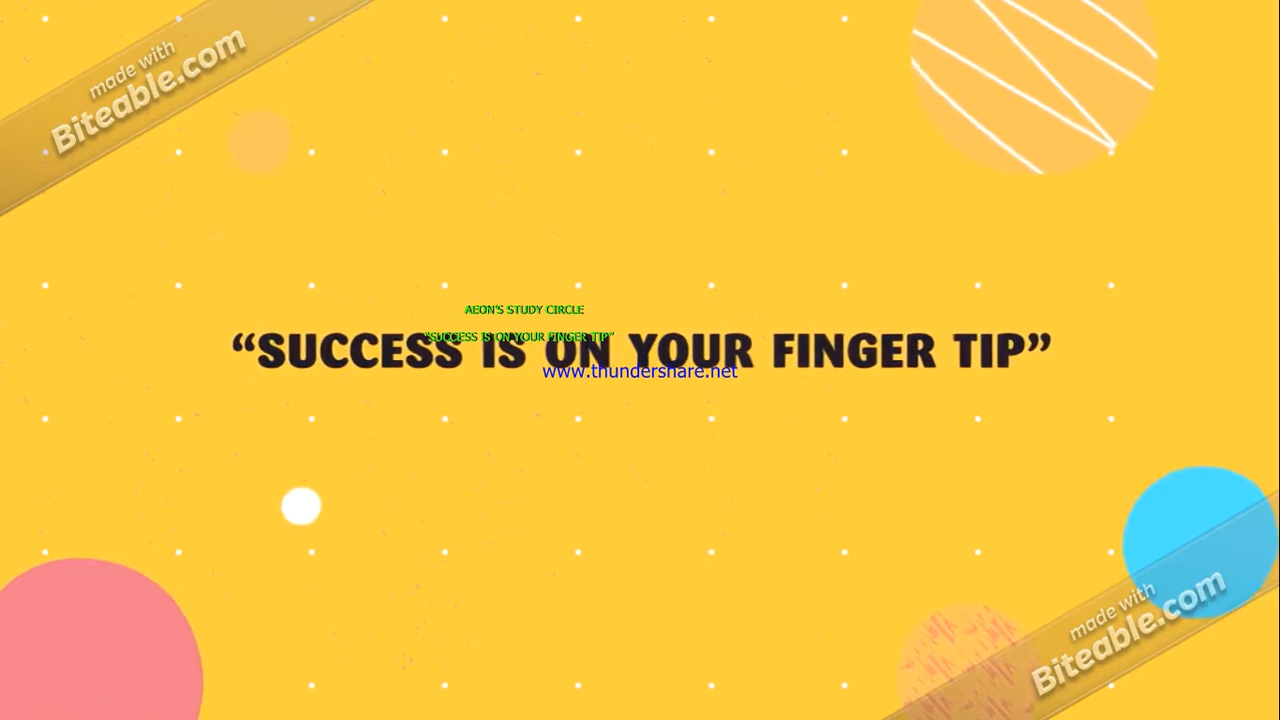 made with
Biteable.com
AEON'S STUDY CIRCLE
"SUCCESS IS ON YOUR FINGER TIP"
“SUCCESS IS ON YOUR FINGER TIP”
www.thundershare.net
made with
Biteable.com